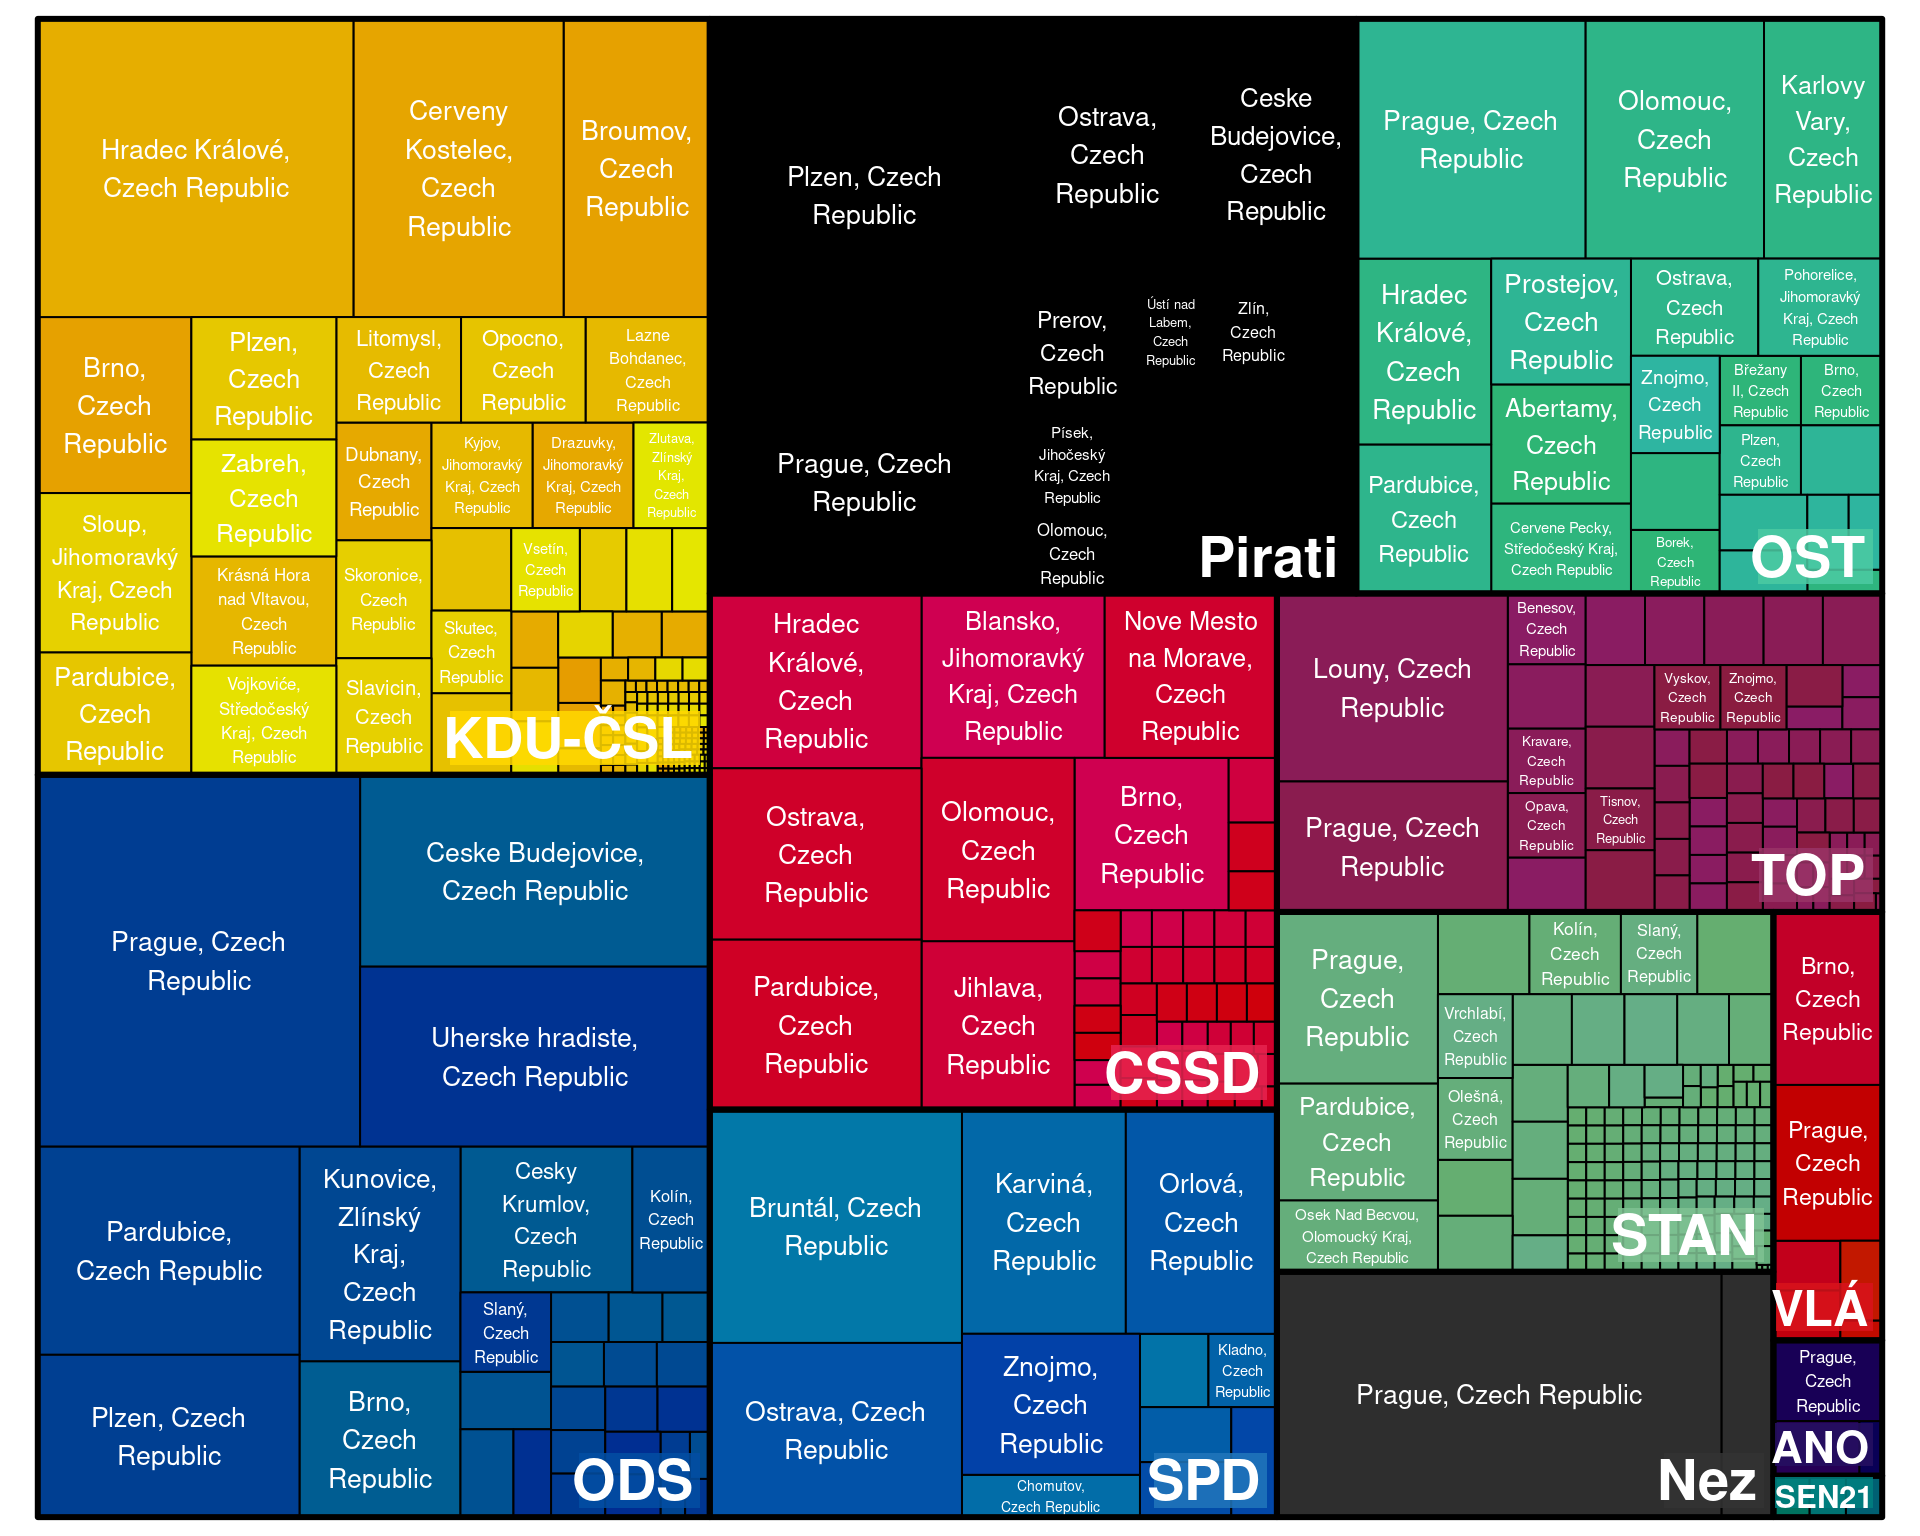 Hradec Králové,
Czech Republic
Cerveny
Kostelec,
Czech
Republic
Broumov,
Czech
Republic
Brno,
Czech
Republic
Plzen,
Czech
Republic
Litomysl,
Czech
Republic
Opocno,
Czech
Republic
Lazne
Bohdanec,
Czech
Republic
Zabreh,
Czech
Republic
Dubnany,
Czech
Republic
Kyjov,
Jihomoravký
Kraj, Czech
Republic
Drazuvky,
Jihomoravký
Kraj, Czech
Republic
Zlutava,
Zlínský
Kraj,
Czech
Republic
Sloup,
Jihomoravký
Kraj, Czech
Republic
Krásná Hora
nad Vltavou,
Czech
Republic
Skoronice,
Czech
Republic
Vsetín,
Czech
Republic
Skutec,
Czech
Republic
Pardubice,
Czech
Republic
Vojkoviće,
Středočeský
Kraj, Czech
Republic
Slavicin,
Czech
Republic
KDU-ČSL
Plzen, Czech
Republic
Ostrava,
Czech
Republic
Ceske
Budejovice,
Czech
Republic
Prague, Czech
Republic
Prerov,
Czech
Republic
Ústí nad
Labem,
Czech
Republic
Zlín,
Czech
Republic
Písek,
Jihočeský
Kraj, Czech
Republic
Olomouc,
Czech
Republic
Pirati
Prague, Czech
Republic
Olomouc,
Czech
Republic
Karlovy
Vary,
Czech
Republic
Hradec
Králové,
Czech
Republic
Prostejov,
Czech
Republic
Ostrava,
Czech
Republic
Pohorelice,
Jihomoravký
Kraj, Czech
Republic
Znojmo,
Czech
Republic
Břežany
II, Czech
Republic
Brno,
Czech
Republic
Abertamy,
Czech
Republic
Plzen,
Czech
Republic
Pardubice,
Czech
Republic
Cervene Pecky,
Středočeský Kraj,
Czech Republic
Borek,
Czech
Republic
OST
Prague, Czech
Republic
Ceske Budejovice,
Czech Republic
Uherske hradiste,
Czech Republic
Pardubice,
Czech Republic
Kunovice,
Zlínský
Kraj,
Czech
Republic
Cesky
Krumlov,
Czech
Republic
Kolín,
Czech
Republic
Slaný,
Czech
Republic
Plzen, Czech
Republic
Brno,
Czech
Republic
ODS
Hradec
Králové,
Czech
Republic
Blansko,
Jihomoravký
Kraj, Czech
Republic
Nove Mesto
na Morave,
Czech
Republic
Ostrava,
Czech
Republic
Olomouc,
Czech
Republic
Brno,
Czech
Republic
Pardubice,
Czech
Republic
Jihlava,
Czech
Republic
CSSD
Bruntál, Czech
Republic
Karviná,
Czech
Republic
Orlová,
Czech
Republic
Ostrava, Czech
Republic
Znojmo,
Czech
Republic
Kladno,
Czech
Republic
Chomutov,
Czech Republic
SPD
Louny, Czech
Republic
Benesov,
Czech
Republic
Vyskov,
Czech
Republic
Znojmo,
Czech
Republic
Kravare,
Czech
Republic
Prague, Czech
Republic
Opava,
Czech
Republic
Tisnov,
Czech
Republic
TOP
Prague,
Czech
Republic
Kolín,
Czech
Republic
Slaný,
Czech
Republic
Vrchlabí,
Czech
Republic
Pardubice,
Czech
Republic
Olešná,
Czech
Republic
Osek Nad Becvou,
Olomoucký Kraj,
Czech Republic
STAN
Brno,
Czech
Republic
Prague,
Czech
Republic
VLÁ
Prague, Czech Republic
Nez
Prague,
Czech
Republic
ANO
SEN21